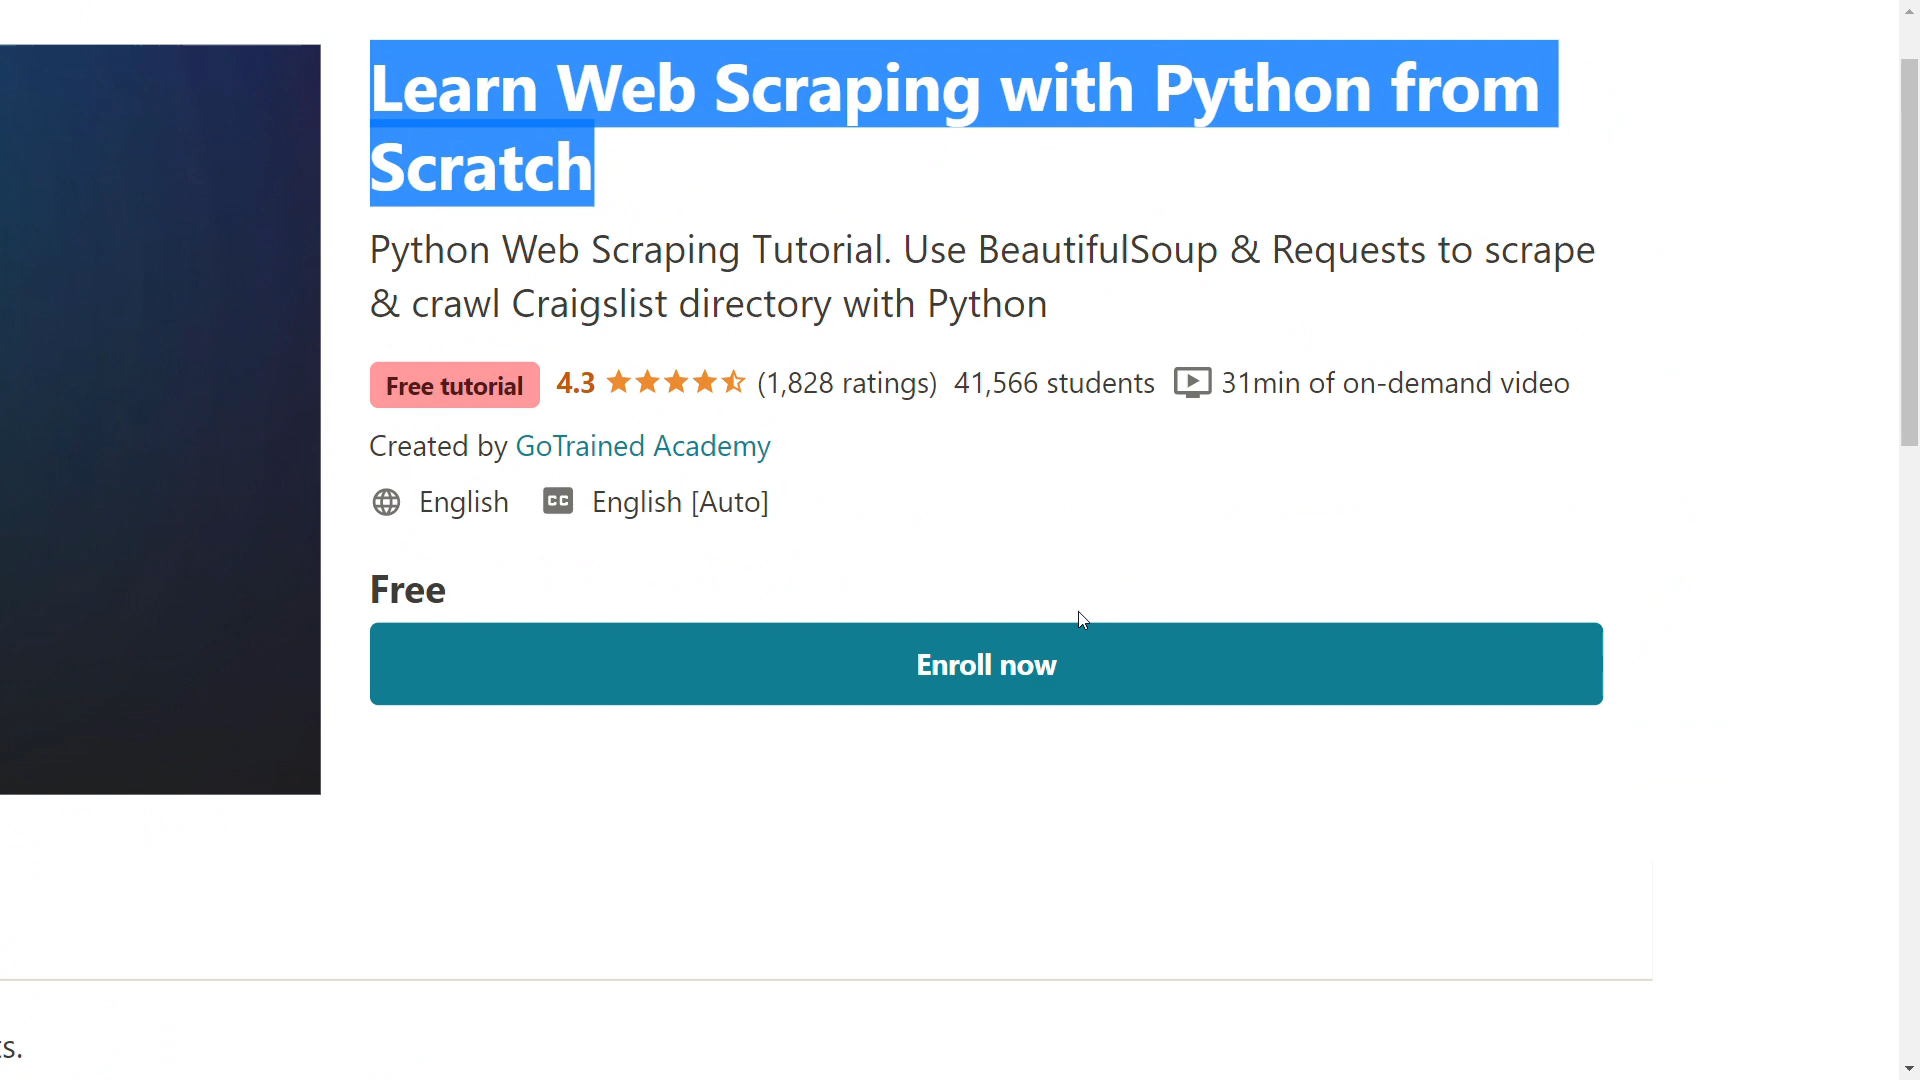 Learn Web Scraping with Python from
Scratch
Python Web Scraping Tutorial. Use BeautifulSoup & Requests to scrape
& crawl Craigslist directory with Python
Free tutorial 4.3 (1,828 ratings) 41,566 students 31min of on-demand video
Created by GoTrained Academy
English CC English [Auto]
Free
Enroll now